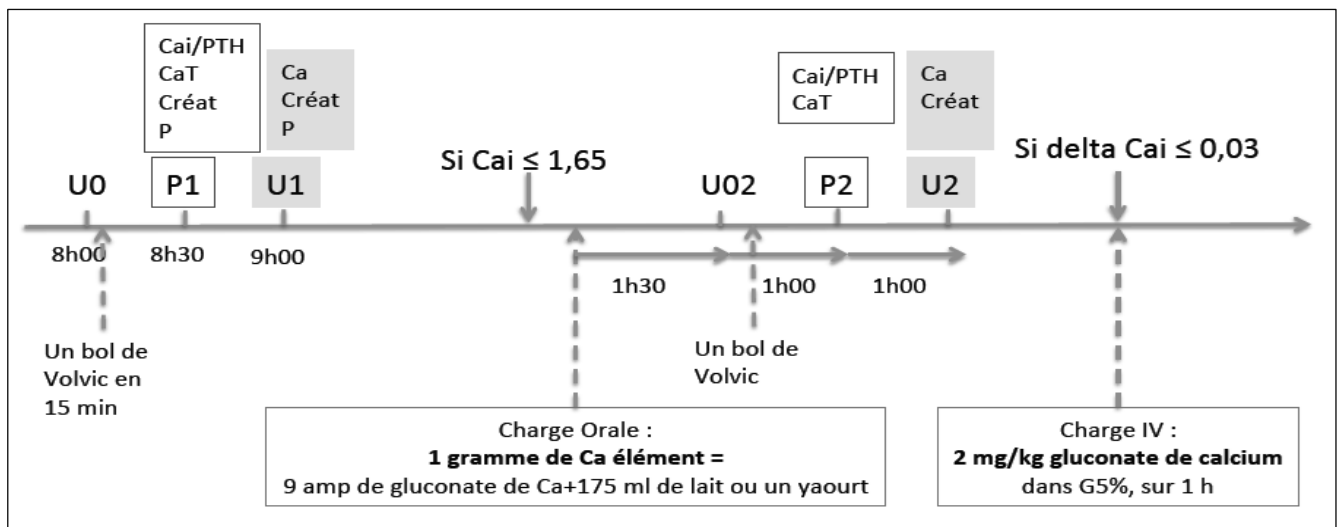 Cai/PTH
CaT
Créat
P
Ca
Créat
P
Cai/PTH
CaT
Ca
Créat
Si Cai ≤ 1,65
Si delta Cai ≤ 0,03
U0
P1
U1
U02
P2
U2
8h00
8h30
9h00
1h30
1h00
1h00
Un bol de
Volvic en
15 min
Un bol de
Volvic
Charge Orale :
1 gramme de Ca élément =
9 amp de gluconate de Ca+175 ml de lait ou un yaourt
Charge IV :
2 mg/kg gluconate de calcium
dans G5%, sur 1 h